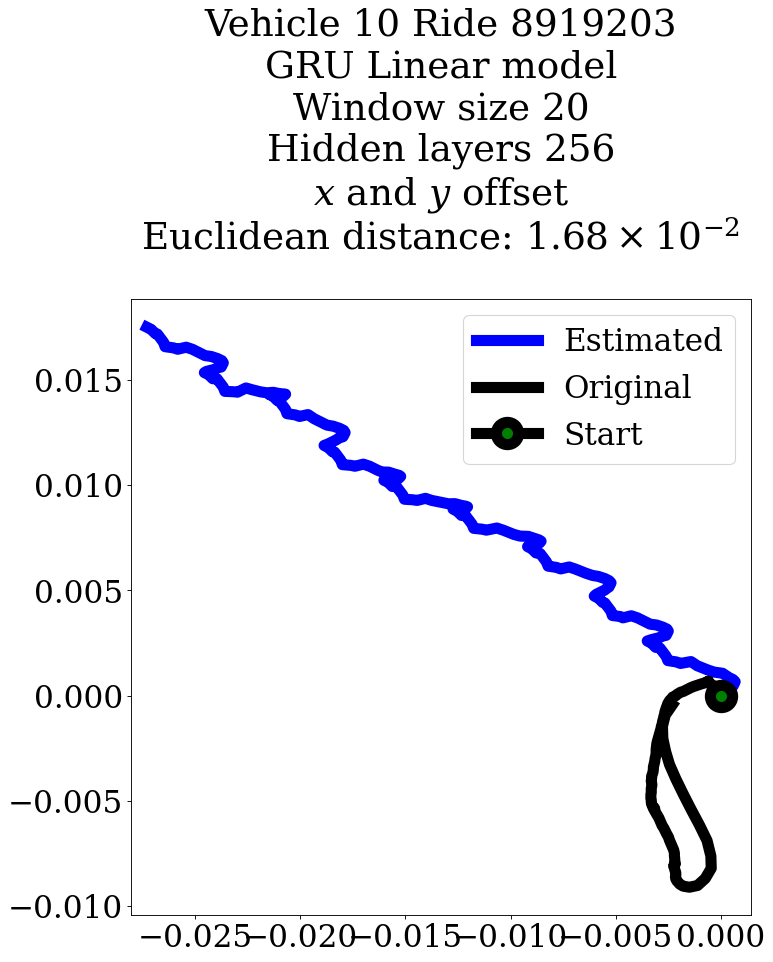 Vehicle 10 Ride 8919203
GRU Linear model
Window size 20
Hidden layers 256
x and y offset
Euclidean distance: 1.68 × 10⁻²
Estimated
Original
Start
0.015
0.010
0.005
0.000
−0.005
−0.010
−0.025 −0.020 −0.015 −0.010 −0.005 0.000